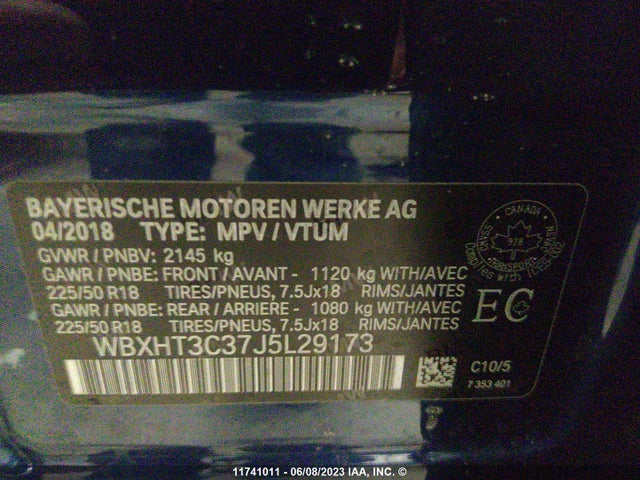 BAYERISCHE MOTOREN WERKE AG
04/2018 TYPE: MPV / VTUM
GVWR / PNBV: 2145 kg
GAWR / PNBE: FRONT / AVANT - 1120 kg WITH/AVEC
225/50 R18 TIRES/PNEUS, 7.5Jx18 RIMS/JANTES
GAWR / PNBE: REAR / ARRIERE - 1080 kg WITH/AVEC
225/50 R18 TIRES/PNEUS, 7.5Jx18 RIMS/JANTES
WBXHT3C37J5L29173
CANADA
978
TRANSPORT
EC
C10/5
7 353 401
11741011 - 06/08/2023 IAA, INC. ©